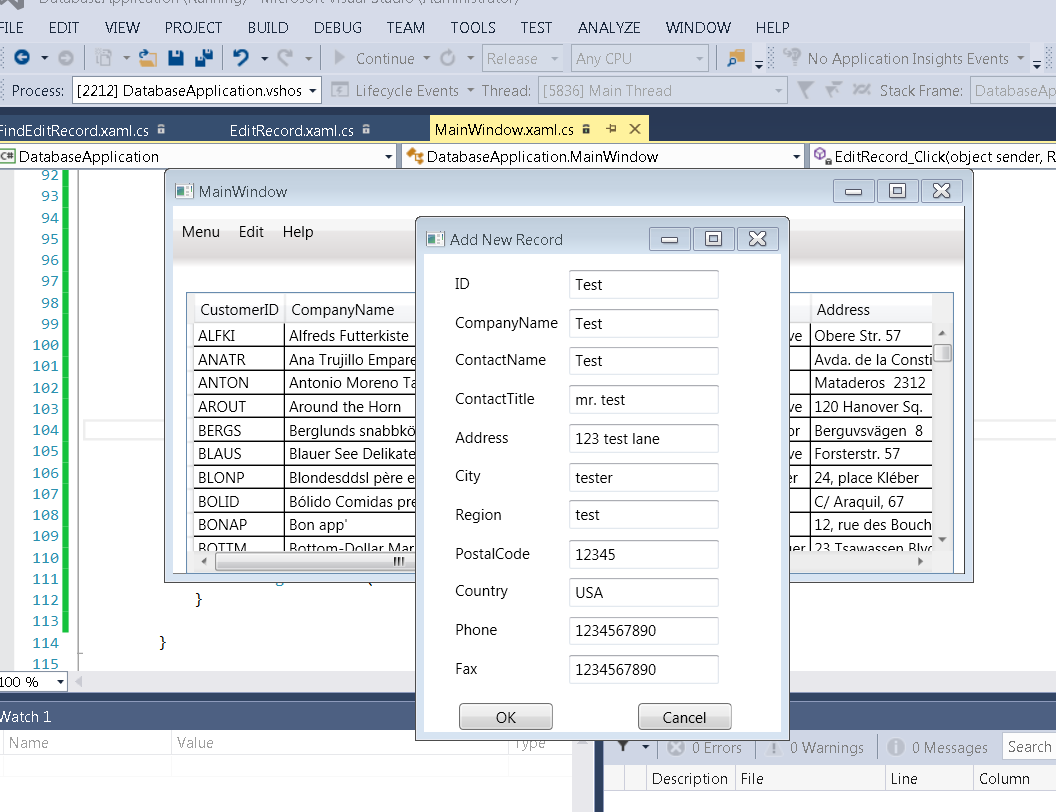 DatabaseApplication (Running) - Microsoft Visual Studio (Administrator)
FILE EDIT VIEW PROJECT BUILD DEBUG TEAM TOOLS TEST ANALYZE WINDOW HELP
Continue Release Any CPU No Application Insights Events
Process: [2212] DatabaseApplication.vshos Lifecycle Events Thread: [5836] Main Thread Stack Frame: DatabaseAp
FindEditRecord.xaml.cs EditRecord.xaml.cs MainWindow.xaml.cs
C# DatabaseApplication DatabaseApplication.MainWindow EditRecord_Click(object sender, R
92
93
94
95
96
97
98
99
100
101
102
103
104
105
106
107
108
109
110
111
112 }
113
114 }
115
MainWindow
Menu Edit Help
CustomerID CompanyName Address
ALFKI Alfreds Futterkiste ve Obere Str. 57
ANATR Ana Trujillo Empare Avda. de la Consti
ANTON Antonio Moreno Ta Mataderos 2312
AROUT Around the Horn ve 120 Hanover Sq.
BERGS Berglunds snabbkö or Berguvsvägen 8
BLAUS Blauer See Delikate ve Forsterstr. 57
BLONP Blondesddsl père e er 24, place Kléber
BOLID Bólido Comidas pre C/ Araquil, 67
BONAP Bon app' 12, rue des Bouch
BOTTM Bottom-Dollar Mar ger 23 Tsawassen Blvd
Add New Record
ID Test
CompanyName Test
ContactName Test
ContactTitle mr. test
Address 123 test lane
City tester
Region test
PostalCode 12345
Country USA
Phone 1234567890
Fax 1234567890
OK Cancel
100 %
Watch 1
Name Value Type
0 Errors 0 Warnings 0 Messages Search
Description File Line Column